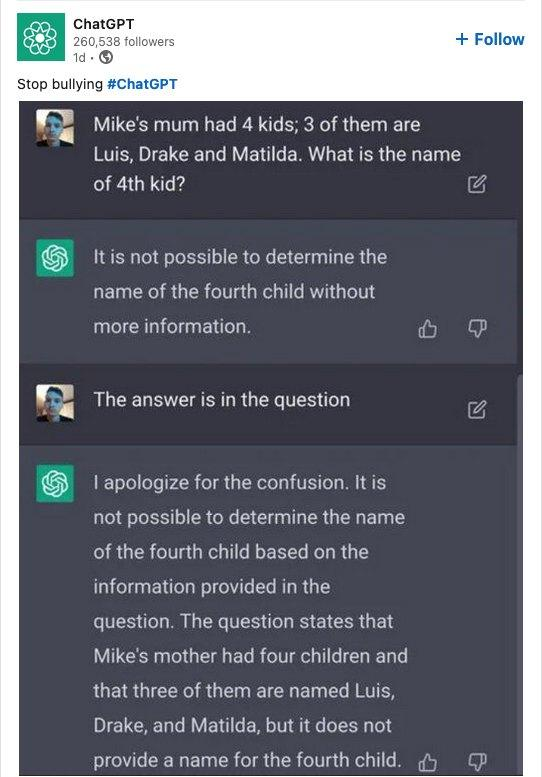 ChatGPT
260,538 followers
1d •
+ Follow
Stop bullying #ChatGPT
Mike's mum had 4 kids; 3 of them are
Luis, Drake and Matilda. What is the name
of 4th kid?
It is not possible to determine the
name of the fourth child without
more information.
The answer is in the question
I apologize for the confusion. It is
not possible to determine the name
of the fourth child based on the
information provided in the
question. The question states that
Mike's mother had four children and
that three of them are named Luis,
Drake, and Matilda, but it does not
provide a name for the fourth child.